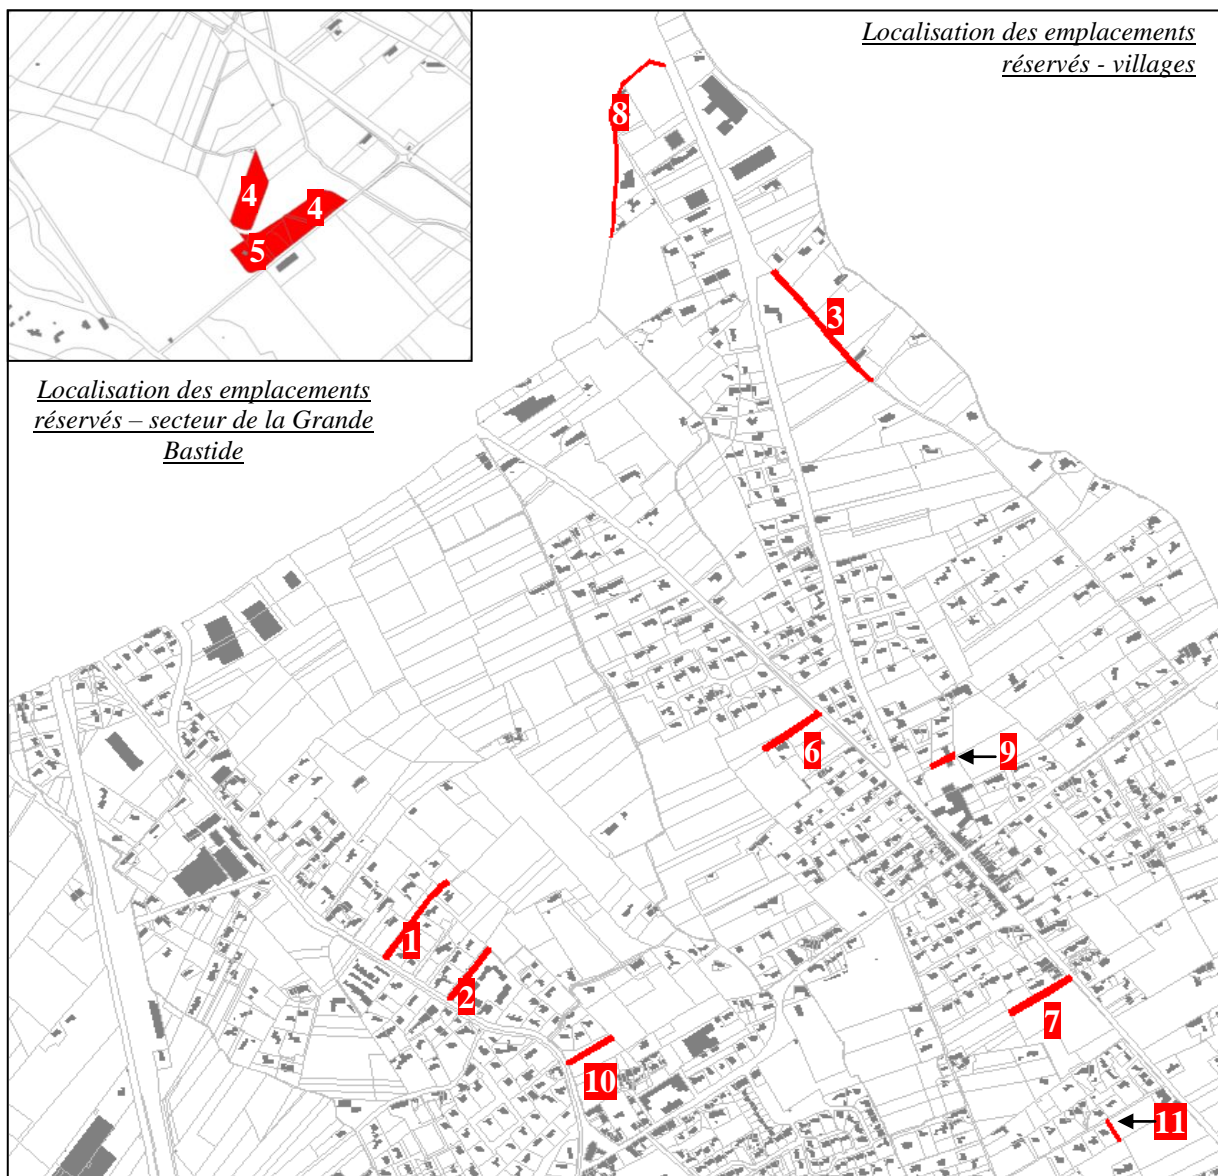 Localisation des emplacements
réservés - villages
8
4
4
5
3
Localisation des emplacements
réservés – secteur de la Grande
Bastide
6
9
1
2
7
10
11